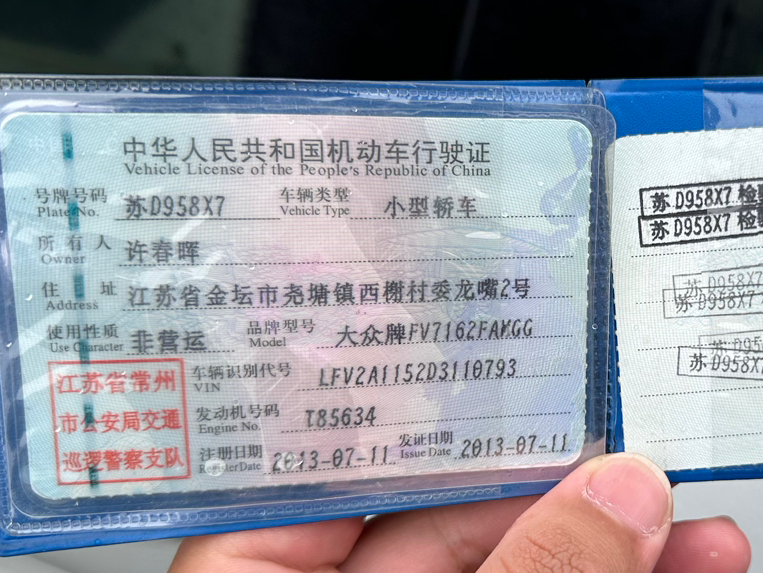 中华人民共和国机动车行驶证
Vehicle License of the People's Republic of China
号牌号码 苏D958X7 车辆类型 小型轿车
Plate No. Vehicle Type
所有人 许春晖
Owner
住址 江苏省金坛市尧塘镇西榭村委龙嘴2号
Address
使用性质 非营运 品牌型号 大众牌FV7162FAMGG
Use Character Model
江苏省常州
市公安局交通
巡逻警察支队
车辆识别代号 LFV2A1152D3110793
VIN
发动机号码 T85634
Engine No.
注册日期 2013-07-11 发证日期 2013-07-11
Register Date Issue Date
苏D958X7 检验
苏D958X7 检验
苏D958X7
苏D958X7
苏D958X